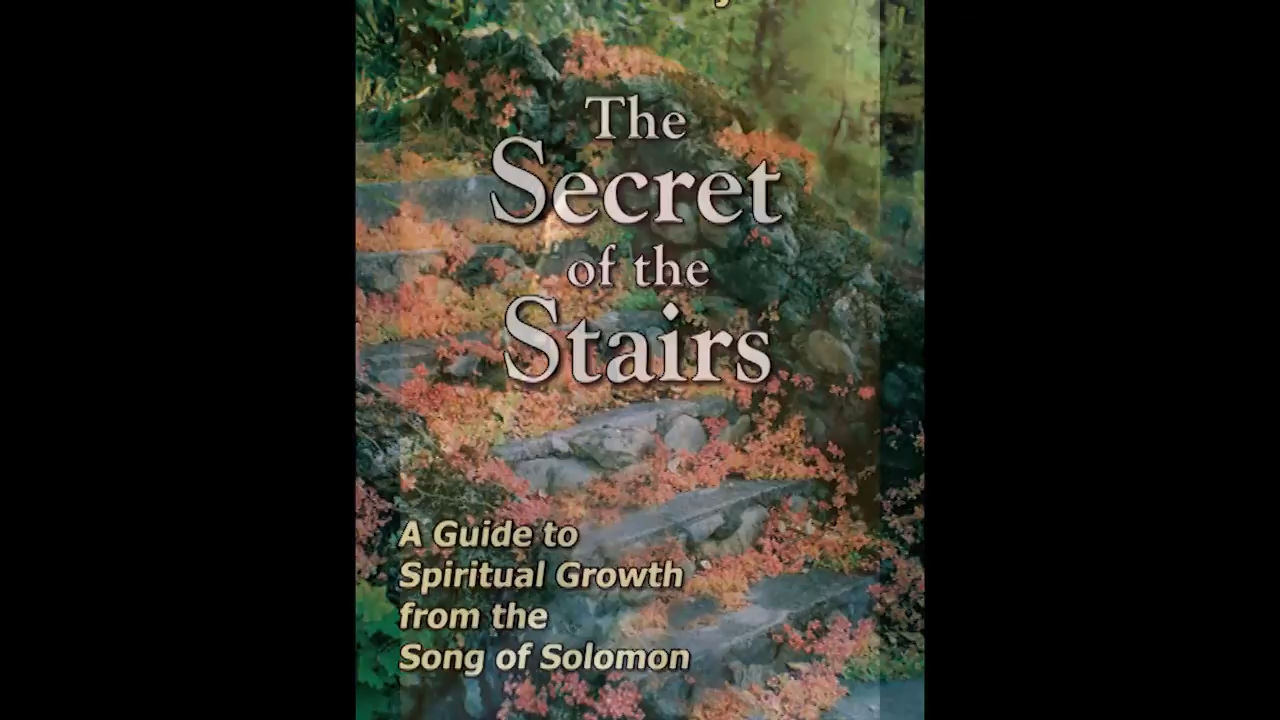 The
Secret
of the
Stairs
A Guide to
Spiritual Growth
from the
Song of Solomon